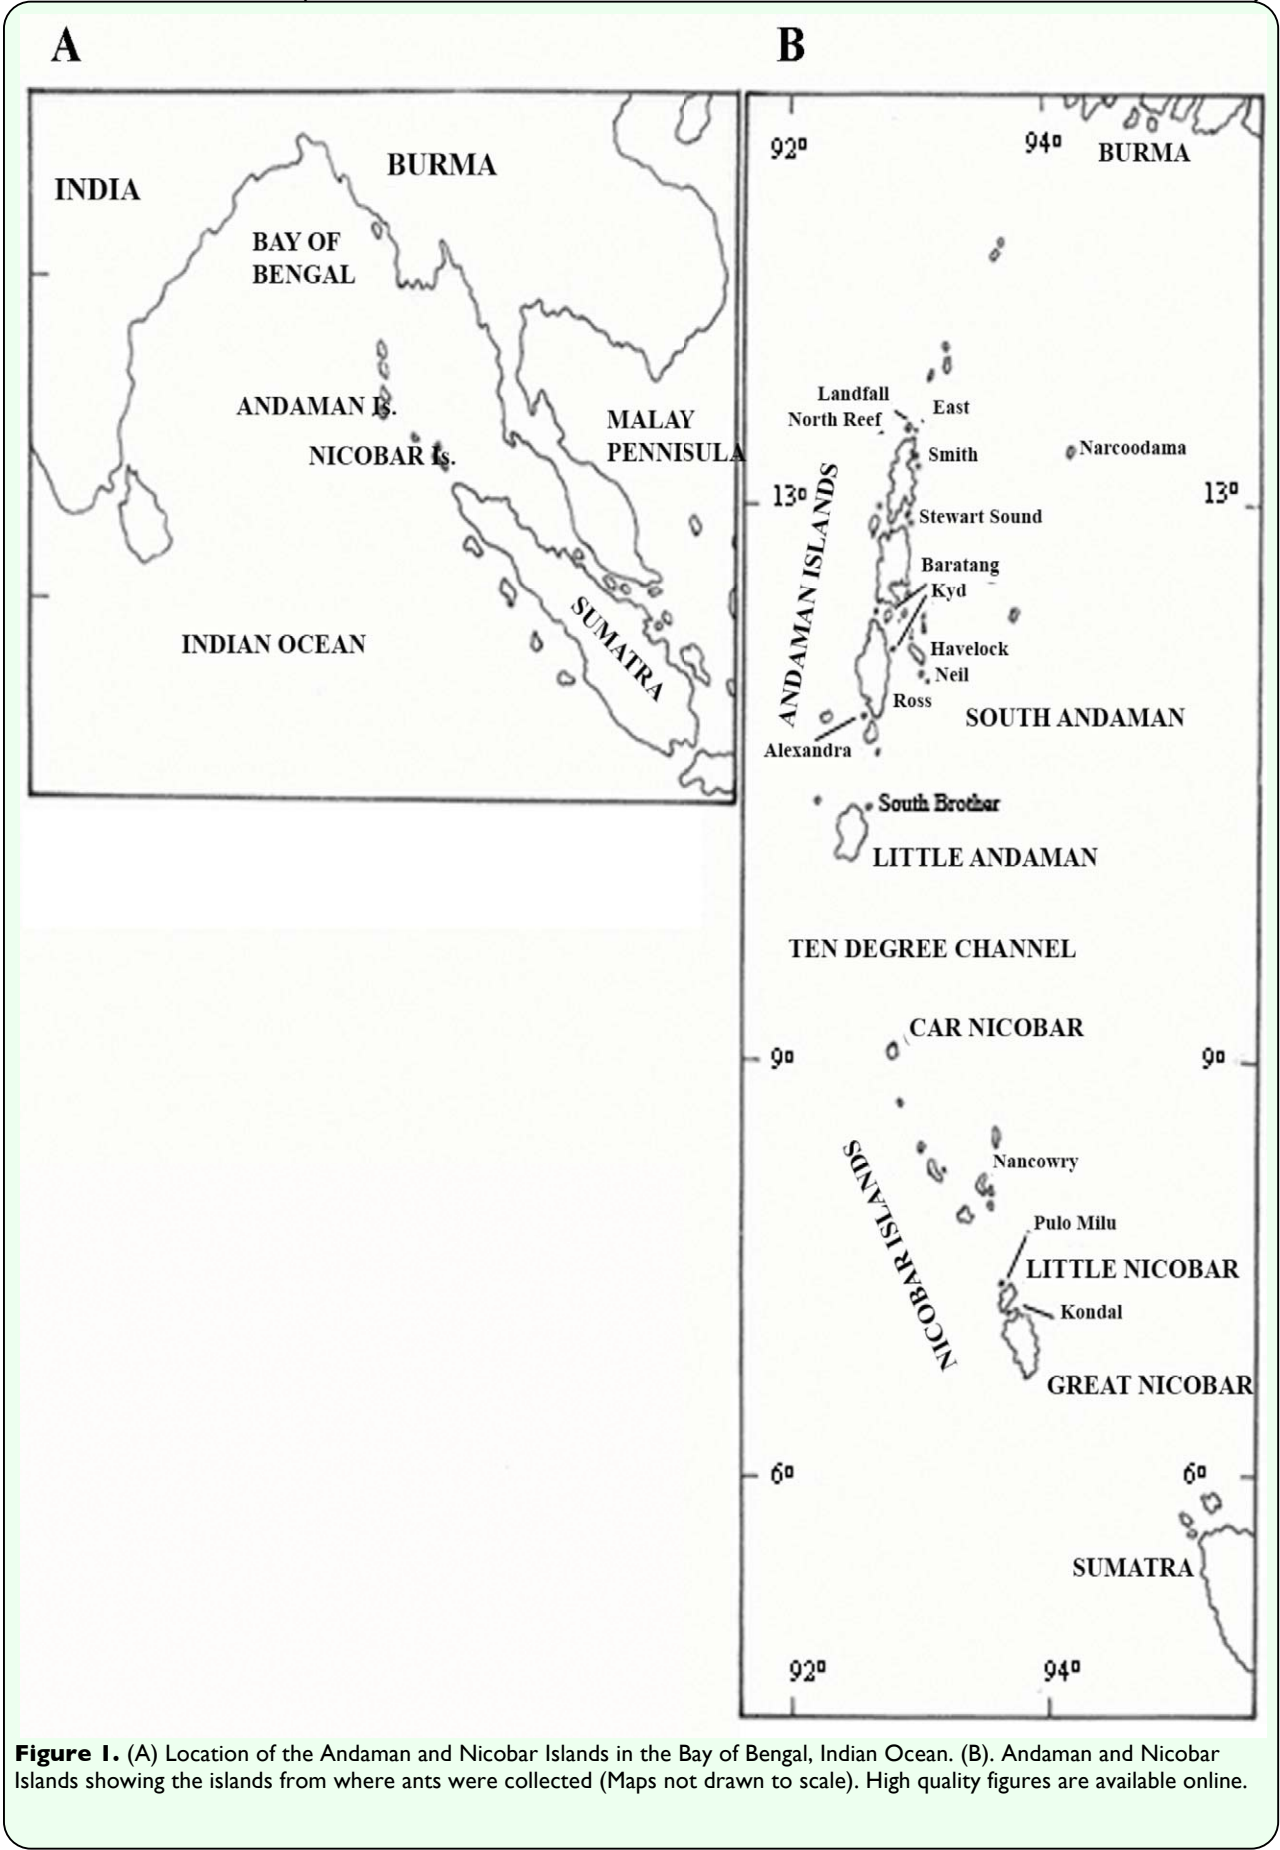 A
INDIA
BURMA
BAY OF
BENGAL
ANDAMAN Is.
NICOBAR Is.
MALAY
PENNISULA
SUMATRA
INDIAN OCEAN
B
92º
94º
BURMA
Landfall
North Reef
East
Smith
Narcoodama
13º
13º
Stewart Sound
ANDAMAN ISLANDS
Baratang
Kyd
Havelock
Neil
Ross
SOUTH ANDAMAN
Alexandra
South Brother
LITTLE ANDAMAN
TEN DEGREE CHANNEL
CAR NICOBAR
9º
9º
Nancowry
NICOBAR ISLANDS
Pulo Milu
LITTLE NICOBAR
Kondal
GREAT NICOBAR
6º
6º
SUMATRA
92º
94º
Figure 1. (A) Location of the Andaman and Nicobar Islands in the Bay of Bengal, Indian Ocean. (B). Andaman and Nicobar
Islands showing the islands from where ants were collected (Maps not drawn to scale). High quality figures are available online.